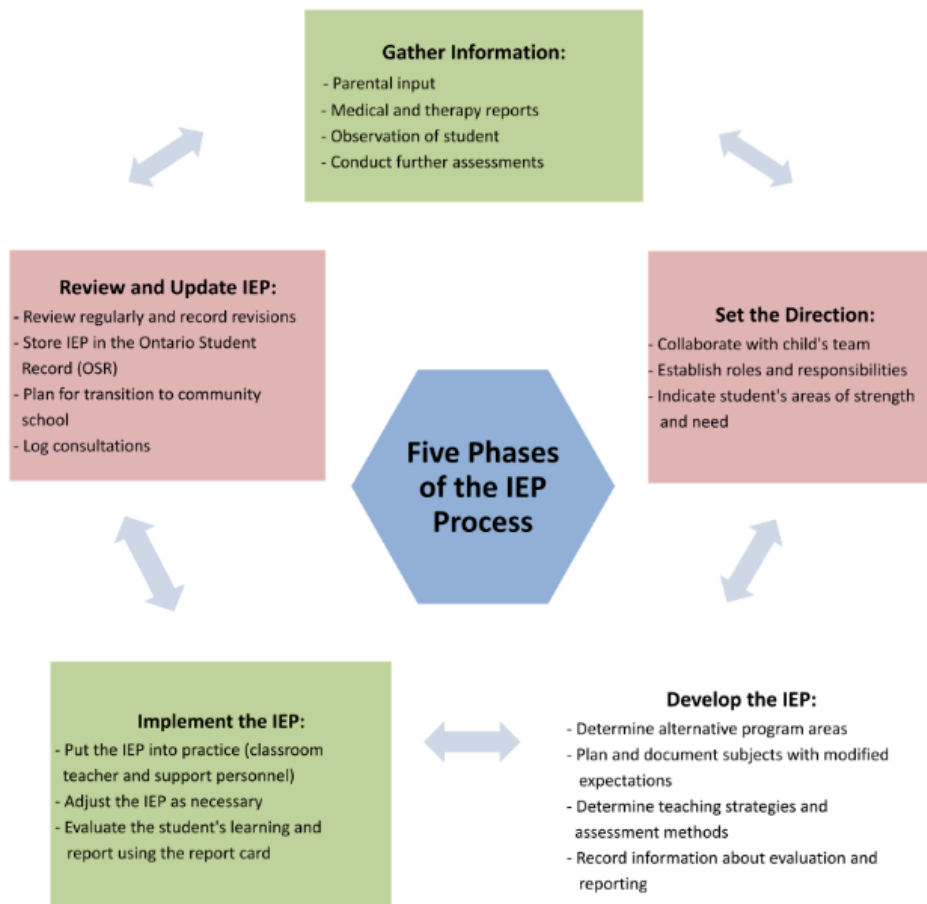 Gather Information:
- Parental input
- Medical and therapy reports
- Observation of student
- Conduct further assessments
Set the Direction:
- Collaborate with child's team
- Establish roles and responsibilities
- Indicate student's areas of strength
and need
Develop the IEP:
- Determine alternative program areas
- Plan and document subjects with modified
expectations
- Determine teaching strategies and
assessment methods
- Record information about evaluation and
reporting
Implement the IEP:
- Put the IEP into practice (classroom
teacher and support personnel)
- Adjust the IEP as necessary
- Evaluate the student's learning and
report using the report card
Review and Update IEP:
- Review regularly and record revisions
- Store IEP in the Ontario Student
Record (OSR)
- Plan for transition to community
school
- Log consultations
Five Phases
of the IEP
Process